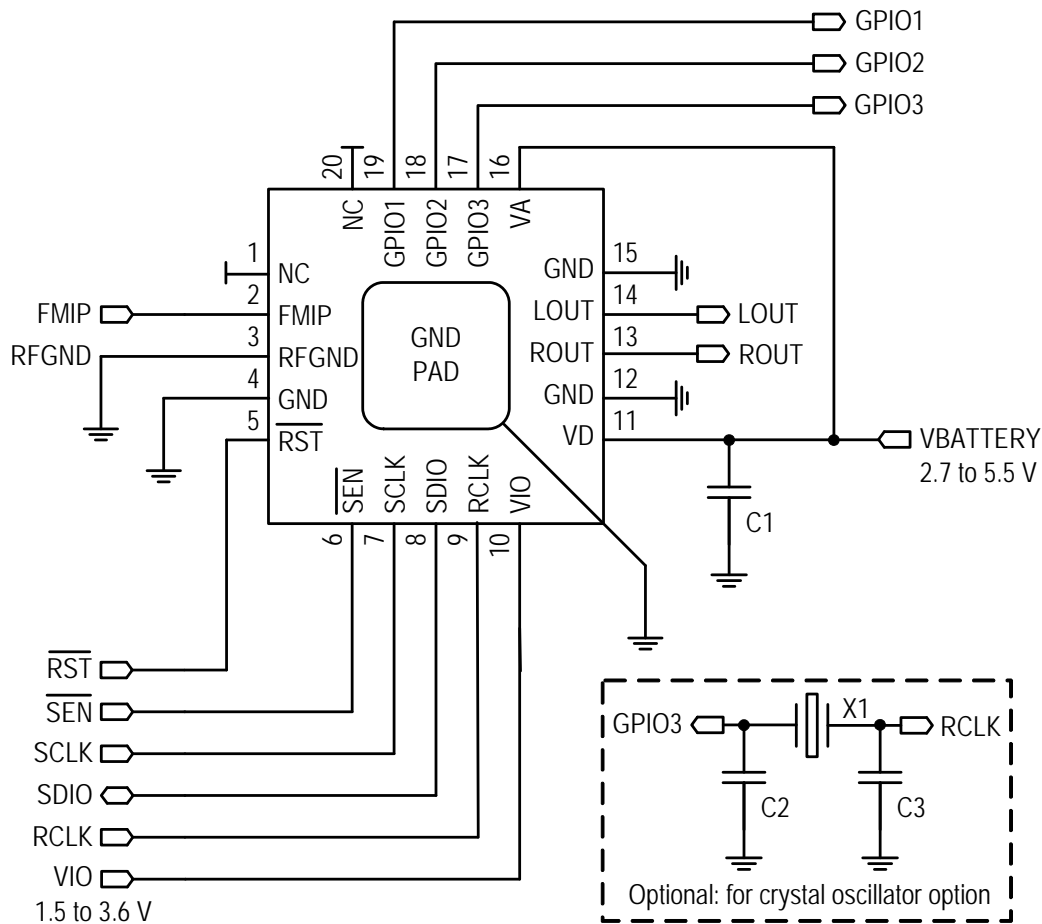 GPIO1
GPIO2
GPIO3
20
19
18
17
16
NC
GPIO1
GPIO2
GPIO3
VA
1
NC
FMIP
2
FMIP
RFGND
3
RFGND
4
GND
5
RST
GND
PAD
GND
15
LOUT
14
LOUT
ROUT
13
ROUT
GND
12
VD
11
VBATTERY
2.7 to 5.5 V
C1
SEN
SCLK
SDIO
RCLK
VIO
6
7
8
9
10
RST
SEN
SCLK
SDIO
RCLK
VIO
1.5 to 3.6 V
GPIO3
X1
RCLK
C2
C3
Optional: for crystal oscillator option